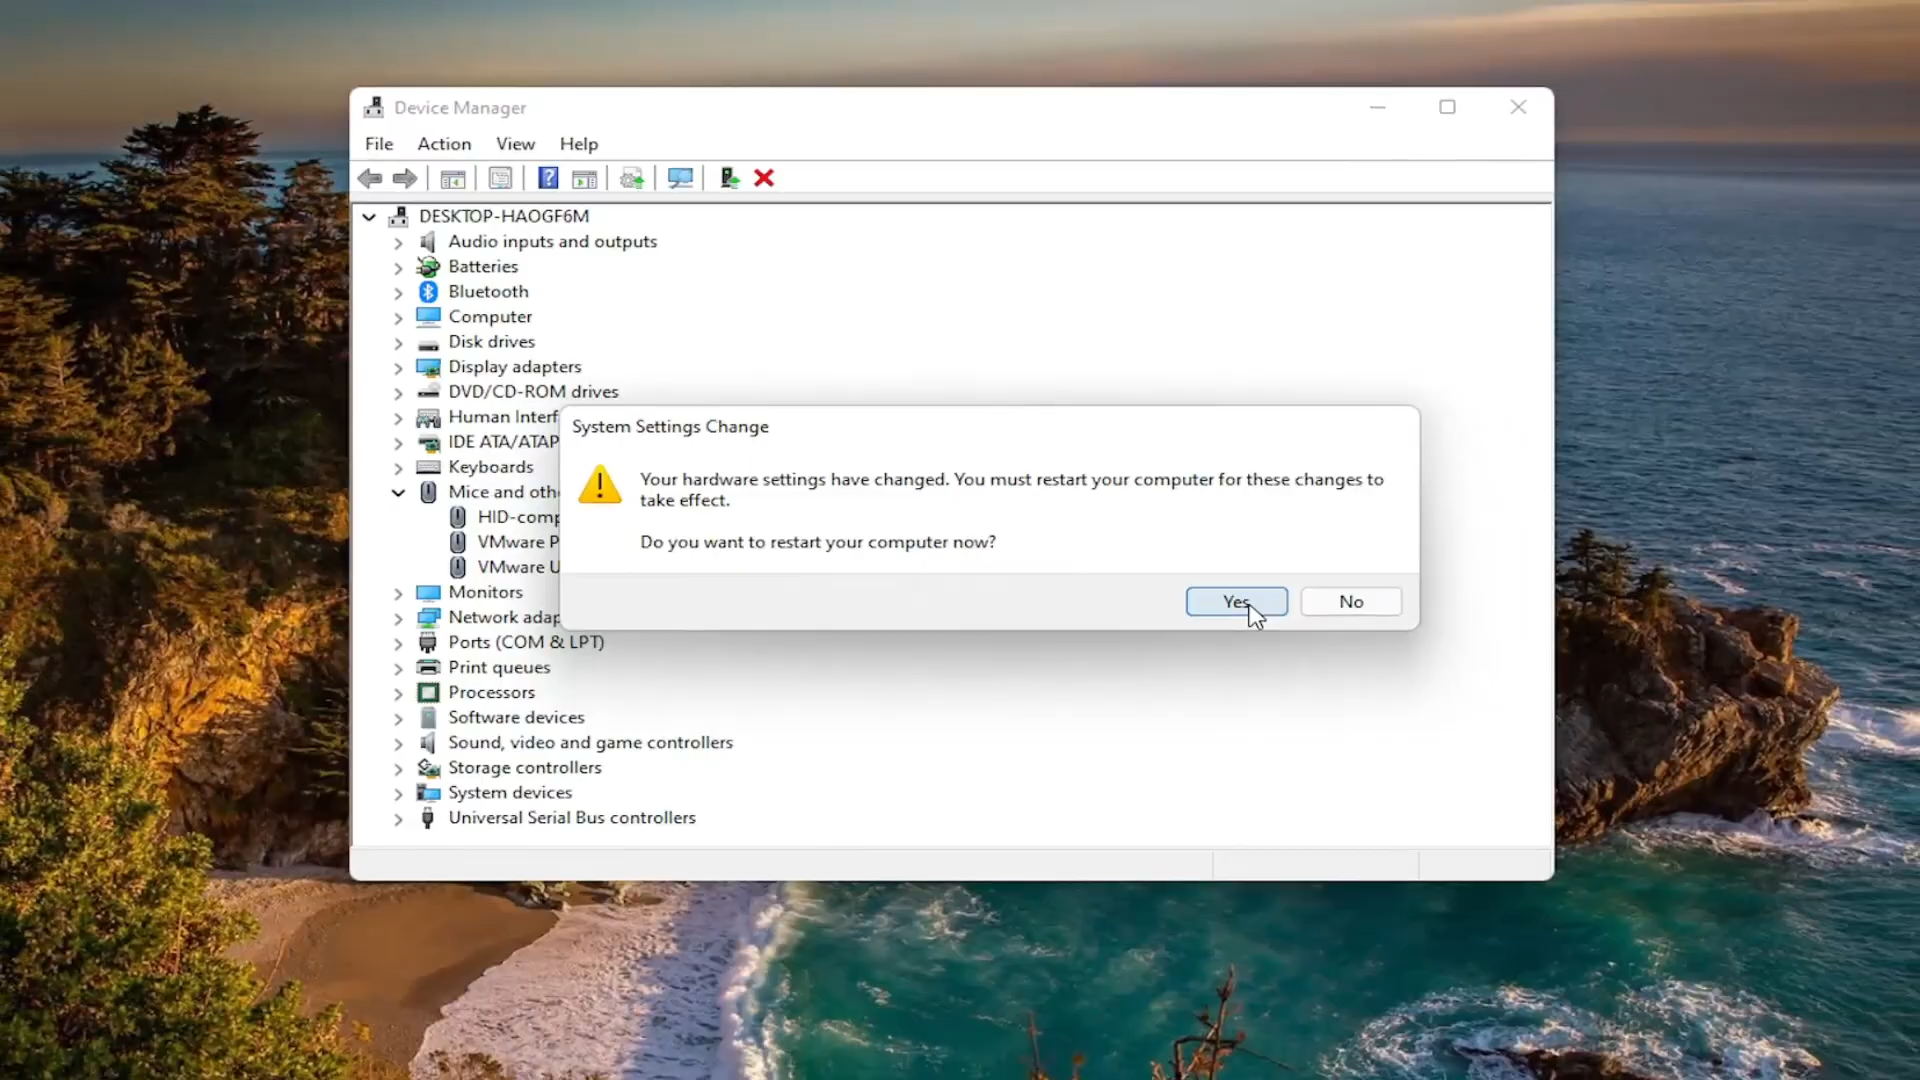 Device Manager
File Action View Help
DESKTOP-HAOGF6M
Audio inputs and outputs
Batteries
Bluetooth
Computer
Disk drives
Display adapters
DVD/CD-ROM drives
Human Interf
IDE ATA/ATAP
Keyboards
Mice and oth
HID-comp
VMware P
VMware U
Monitors
Network adap
Ports (COM & LPT)
Print queues
Processors
Software devices
Sound, video and game controllers
Storage controllers
System devices
Universal Serial Bus controllers
System Settings Change
Your hardware settings have changed. You must restart your computer for these changes to
take effect.
Do you want to restart your computer now?
Yes No